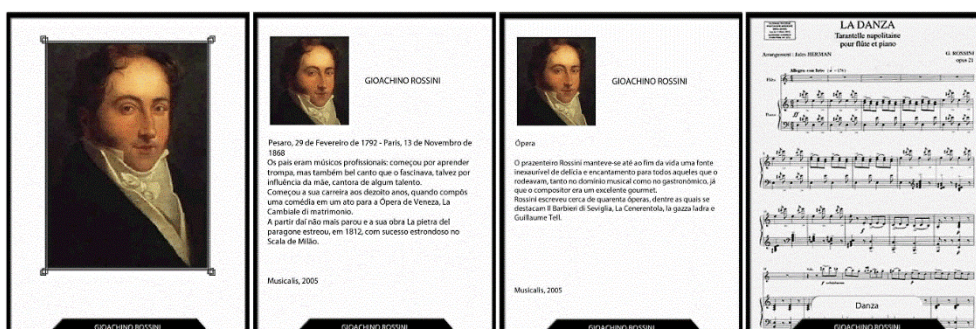 GIOACHINO ROSSINI
GIOACHINO ROSSINI
Pesaro, 29 de Fevereiro de 1792 - Paris, 13 de Novembro de
1868
Os pais eram músicos profissionais: começou por aprender
trompa, mas também bel canto que o fascinava, talvez por
influência da mãe, cantora de algum talento.
Começou a sua carreira aos dezoito anos, quando compôs
uma comédia em um ato para a Ópera de Veneza, La
Cambiale di matrimonio.
A partir daí não mais parou e a sua obra La pietra del
paragone estreou, em 1812, com sucesso estrondoso no
Scala de Milão.
Musicalis, 2005
GIOACHINO ROSSINI
GIOACHINO ROSSINI
Ópera
O prazenteiro Rossini manteve-se até ao fim da vida uma fonte
inexaurível de delícia e encantamento para todos aqueles que o
rodeavam, tanto no domínio musical como no gastronómico, já
que o compositor era um excelente gourmet.
Rossini escreveu cerca de quarenta óperas, dentre as quais se
destacam Il Barbieri di Seviglia, La Cenerentola, la gazza ladra e
Guillaume Tell.
Musicalis, 2005
GIOACHINO ROSSINI
LA DANZA
Tarantelle napolitaine
pour flûte et piano
Arrangement : Jules HERMAN
G. ROSSINI
opus 21
Allegro con brio
Flûte
Piano
Danza
GIOACHINO ROSSINI